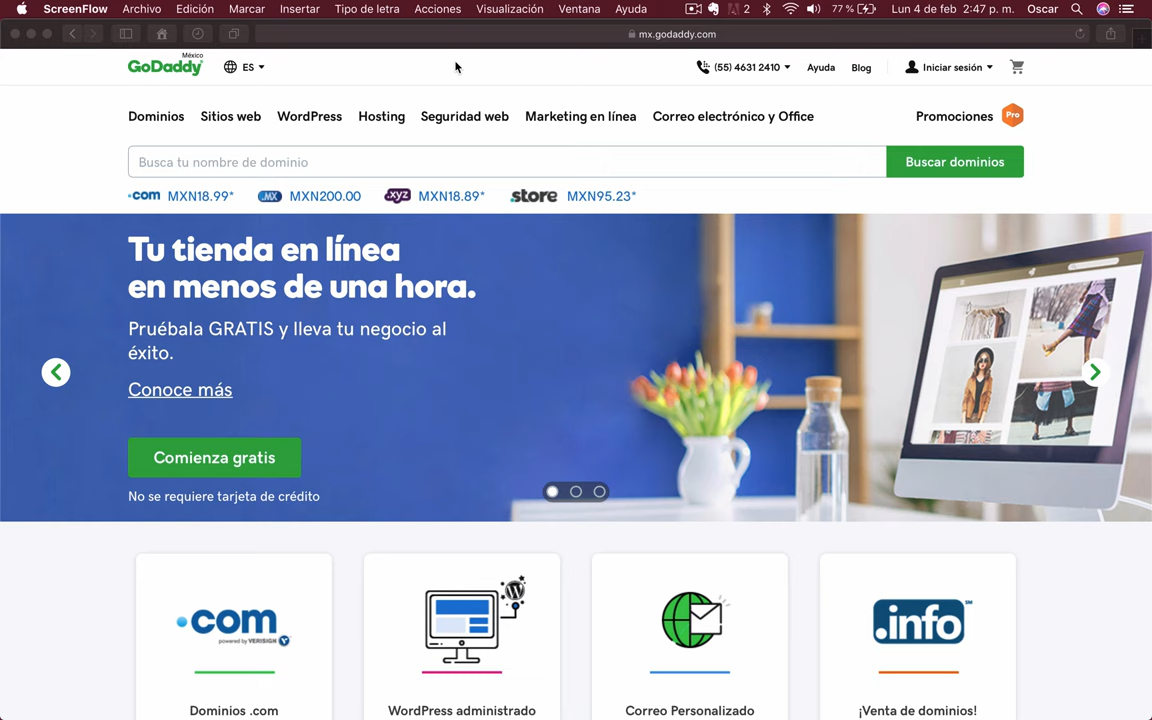 ScreenFlow Archivo Edición Marcar Insertar Tipo de letra Acciones Visualización Ventana Ayuda 2 77 % Lun 4 de feb 2:47 p. m. Oscar
mx.godaddy.com
México
GoDaddy ES (55) 4631 2410 Ayuda Blog Iniciar sesión
Dominios Sitios web WordPress Hosting Seguridad web Marketing en línea Correo electrónico y Office Promociones Pro
Busca tu nombre de dominio Buscar dominios
.com MXN18.99* .MX MXN200.00 .xyz MXN18.89* .store MXN95.23*
Tu tienda en línea
en menos de una hora.
Pruébala GRATIS y lleva tu negocio al
éxito.
Conoce más
Comienza gratis
No se requiere tarjeta de crédito
.com .info℠
powered by VERISIGN
Dominios .com WordPress administrado Correo Personalizado ¡Venta de dominios!